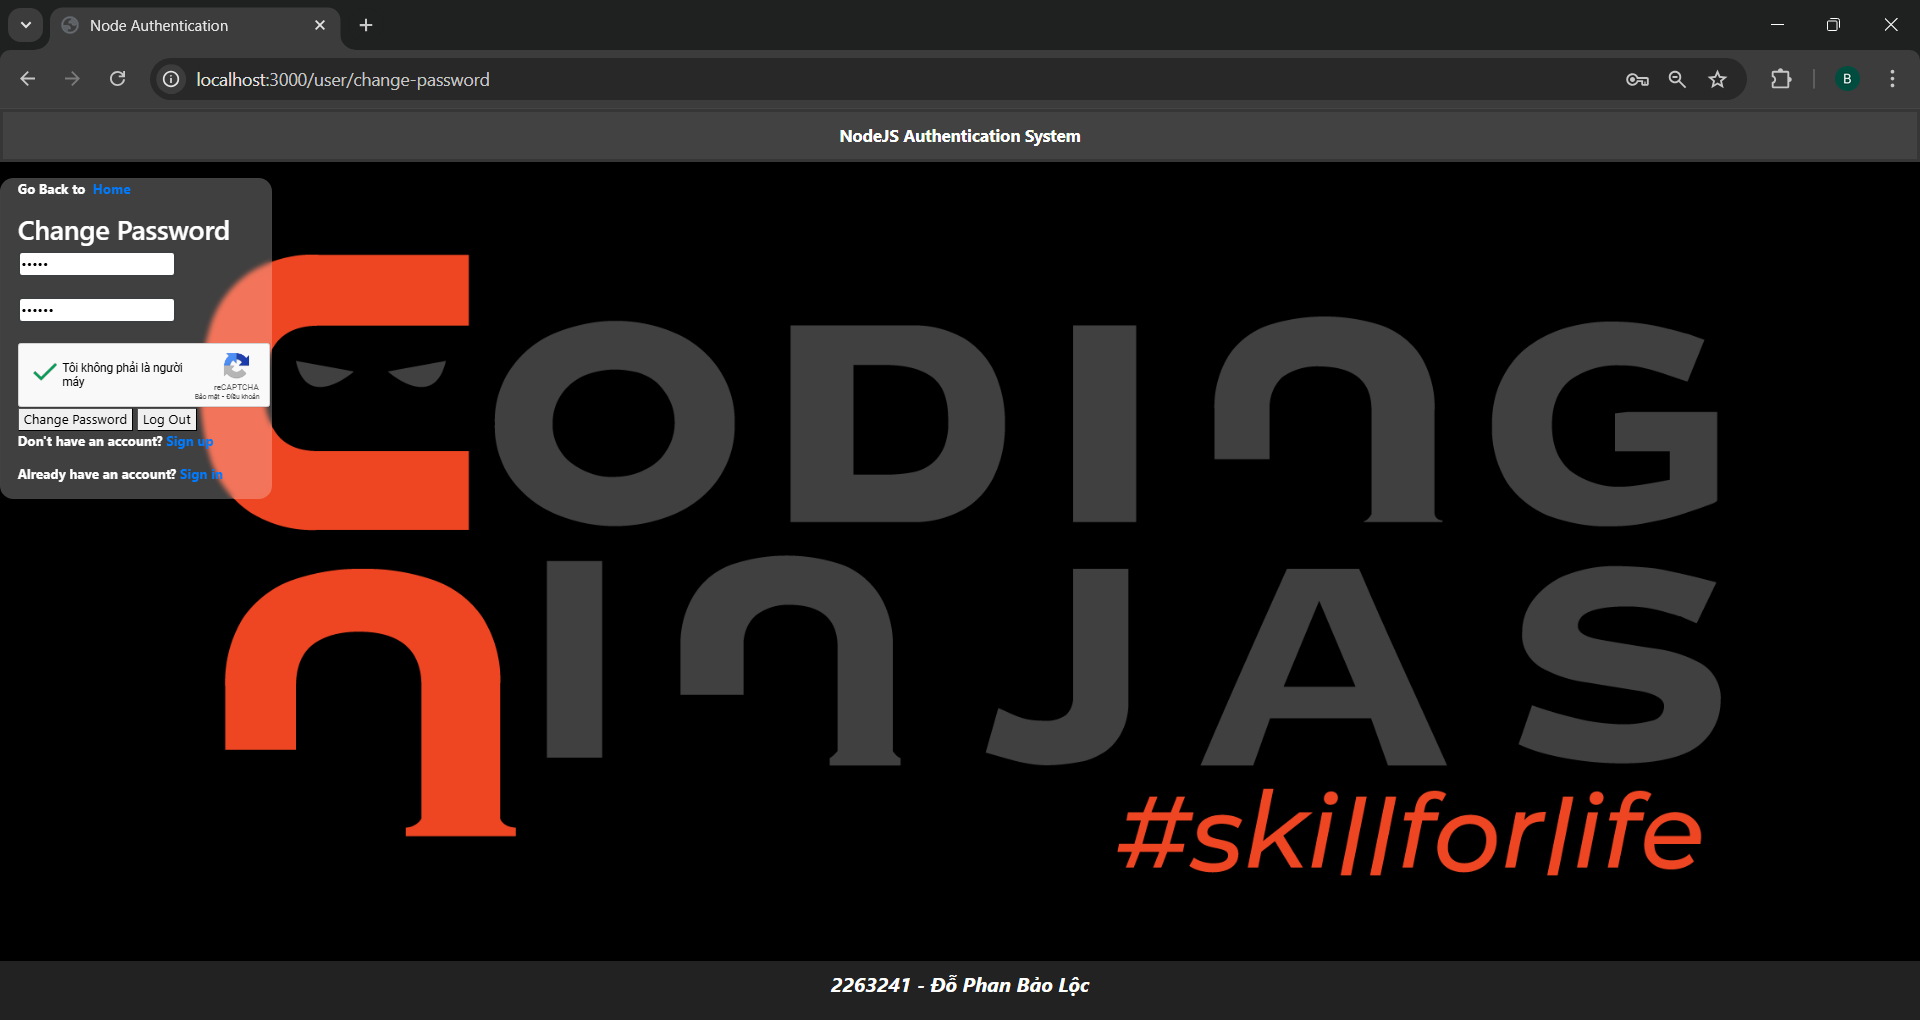 Node Authentication
localhost:3000/user/change-password
B
NodeJS Authentication System
Go Back to Home
Change Password
•••••
••••••
Tôi không phải là người
máy
reCAPTCHA
Bảo mật - Điều khoản
Change Password Log Out
Don't have an account? Sign up
Already have an account? Sign in
CODING
NINJAS
#skillforlife
2263241 - Đỗ Phan Bảo Lộc